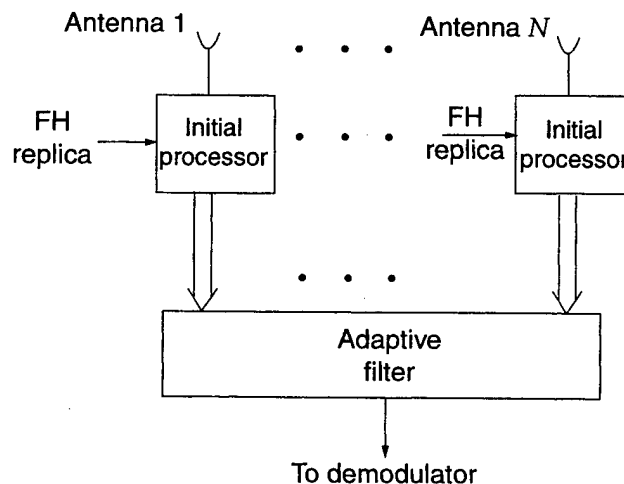 Antenna 1
Antenna N
FH
replica
Initial
processor
FH
replica
Initial
processor
Adaptive
filter
To demodulator